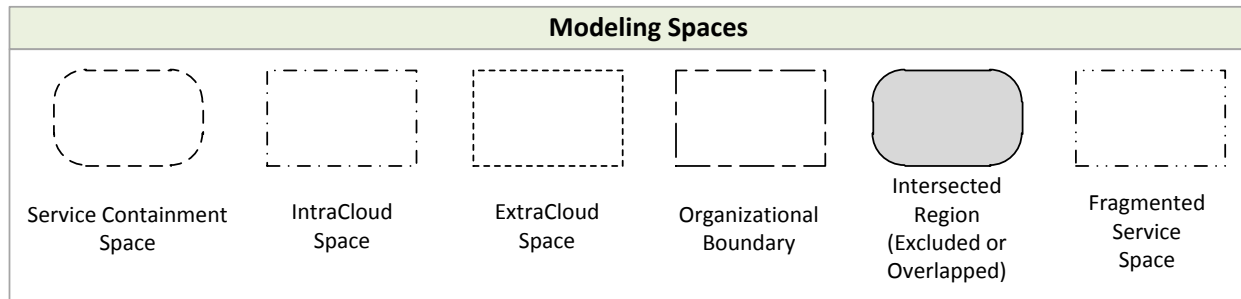 Modeling Spaces
Service Containment
Space
IntraCloud
Space
ExtraCloud
Space
Organizational
Boundary
Intersected
Region
(Excluded or
Overlapped)
Fragmented
Service
Space